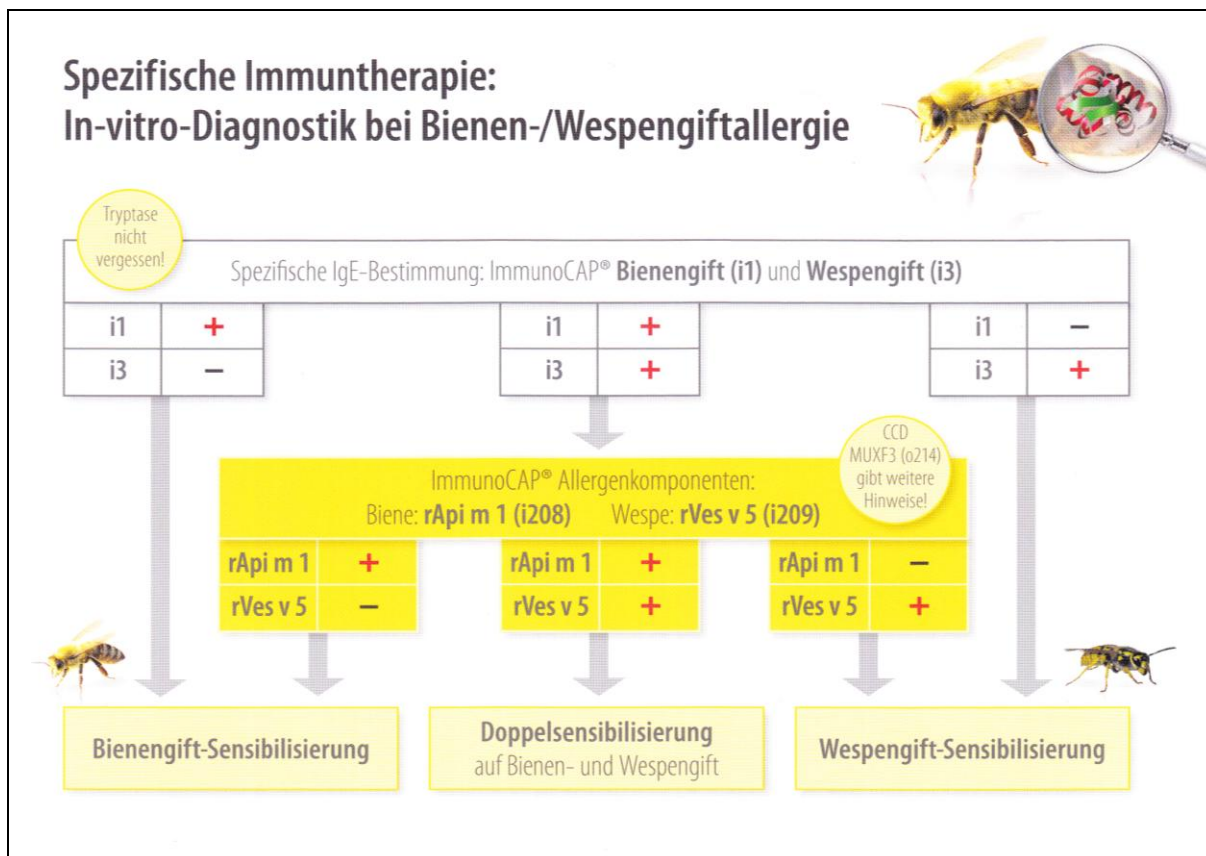 Spezifische Immuntherapie:
In-vitro-Diagnostik bei Bienen-/Wespengiftallergie
Tryptase
nicht
vergessen!
Spezifische IgE-Bestimmung: ImmunoCAP® Bienengift (i1) und Wespengift (i3)
i1 +
i3 –
i1 +
i3 +
i1 –
i3 +
CCD
MUXF3 (o214)
gibt weitere
Hinweise!
ImmunoCAP® Allergenkomponenten:
Biene: rApi m 1 (i208) Wespe: rVes v 5 (i209)
rApi m 1 +
rVes v 5 –
rApi m 1 +
rVes v 5 +
rApi m 1 –
rVes v 5 +
Bienengift-Sensibilisierung
Doppelsensibilisierung
auf Bienen- und Wespengift
Wespengift-Sensibilisierung